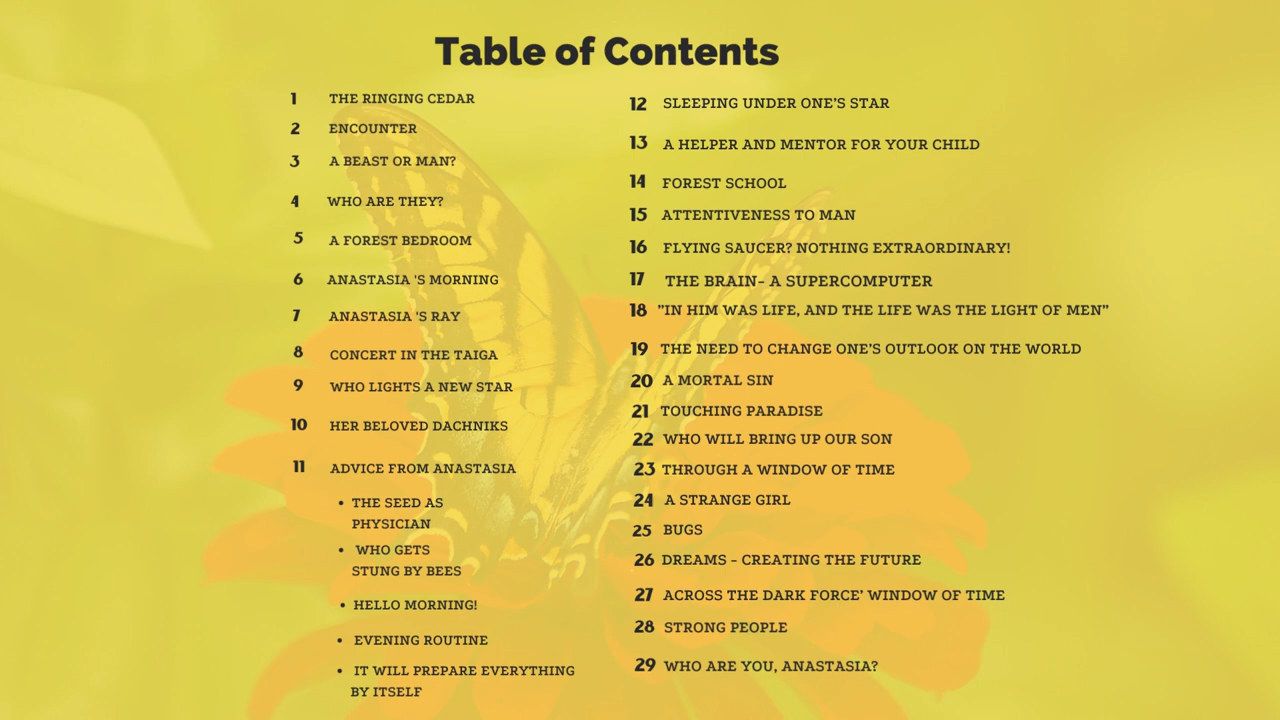 Table of Contents
1 THE RINGING CEDAR
2 ENCOUNTER
3 A BEAST OR MAN?
4 WHO ARE THEY?
5 A FOREST BEDROOM
6 ANASTASIA 'S MORNING
7 ANASTASIA 'S RAY
8 CONCERT IN THE TAIGA
9 WHO LIGHTS A NEW STAR
10 HER BELOVED DACHNIKS
11 ADVICE FROM ANASTASIA
• THE SEED AS
PHYSICIAN
• WHO GETS
STUNG BY BEES
• HELLO MORNING!
• EVENING ROUTINE
• IT WILL PREPARE EVERYTHING
BY ITSELF
12 SLEEPING UNDER ONE'S STAR
13 A HELPER AND MENTOR FOR YOUR CHILD
14 FOREST SCHOOL
15 ATTENTIVENESS TO MAN
16 FLYING SAUCER? NOTHING EXTRAORDINARY!
17 THE BRAIN- A SUPERCOMPUTER
18 "IN HIM WAS LIFE, AND THE LIFE WAS THE LIGHT OF MEN"
19 THE NEED TO CHANGE ONE'S OUTLOOK ON THE WORLD
20 A MORTAL SIN
21 TOUCHING PARADISE
22 WHO WILL BRING UP OUR SON
23 THROUGH A WINDOW OF TIME
24 A STRANGE GIRL
25 BUGS
26 DREAMS - CREATING THE FUTURE
27 ACROSS THE DARK FORCE' WINDOW OF TIME
28 STRONG PEOPLE
29 WHO ARE YOU, ANASTASIA?